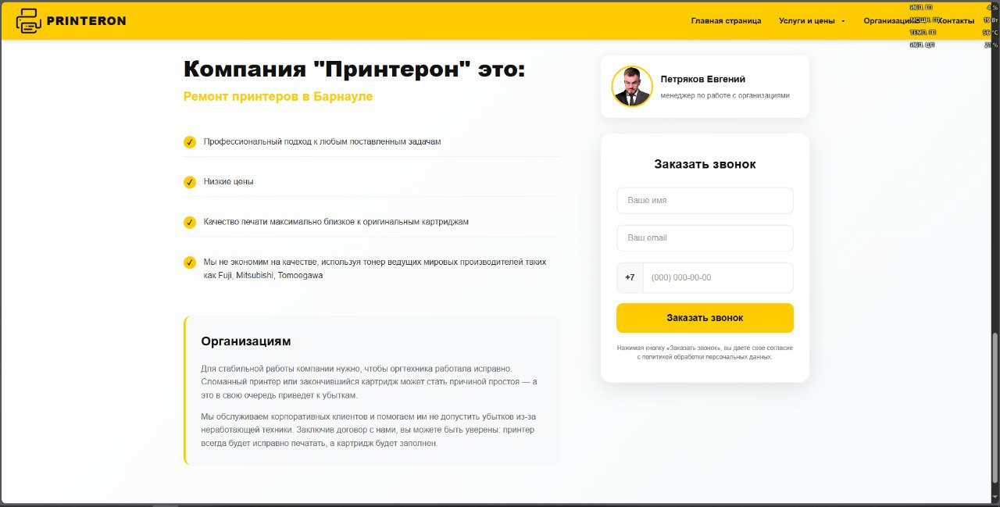 PRINTERON
Главная страница
Услуги и цены
Контакты
ИСП. ГП 4 %
19 Вт
ТЕМП. ГП 56 °C
ИСП. ЦП 21 %
Компания "Принтерон" это:
Ремонт принтеров в Барнауле
Профессиональный подход к любым поставленным задачам
Низкие цены
Качество печати максимально близкое к оригинальным картриджам
Мы не экономим на качестве, используя тонер ведущих мировых производителей таких
как Fuji, Mitsubishi, Tomoegawa
Организациям
Для стабильной работы компании нужно, чтобы оргтехника работала исправно.
Сломанный принтер или закончившийся картридж может стать причиной простоя — а
это в свою очередь приведет к убыткам.
Мы обслуживаем корпоративных клиентов и помогаем им не допустить убытков из-за
неработающей техники. Заключив договор с нами, вы можете быть уверены: принтер
всегда будет исправно печатать, а картридж будет заполнен.
Петряков Евгений
менеджер по работе с организациями
Заказать звонок
Ваше имя
Ваш email
+7 (000) 000-00-00
Заказать звонок
Нажимая кнопку «Заказать звонок», вы даете свое согласие
с политикой обработки персональных данных.